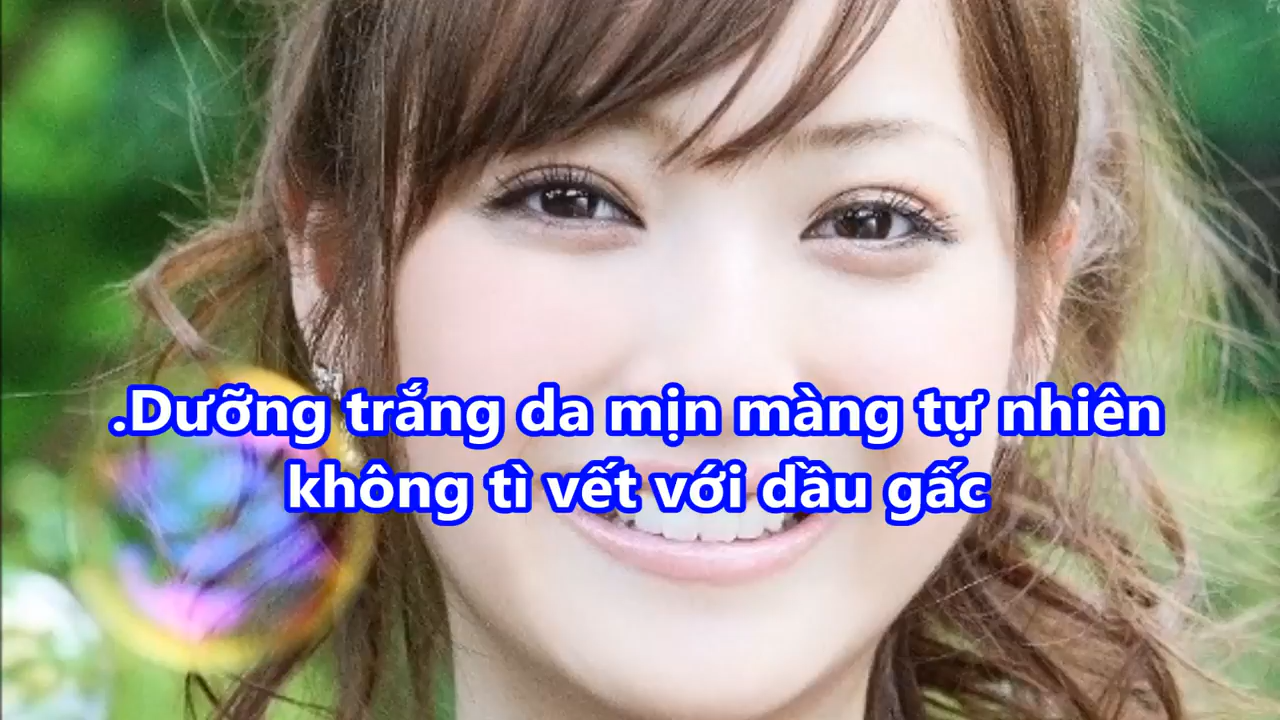 .Dưỡng trắng da mịn màng tự nhiên
không tì vết với dầu gấc